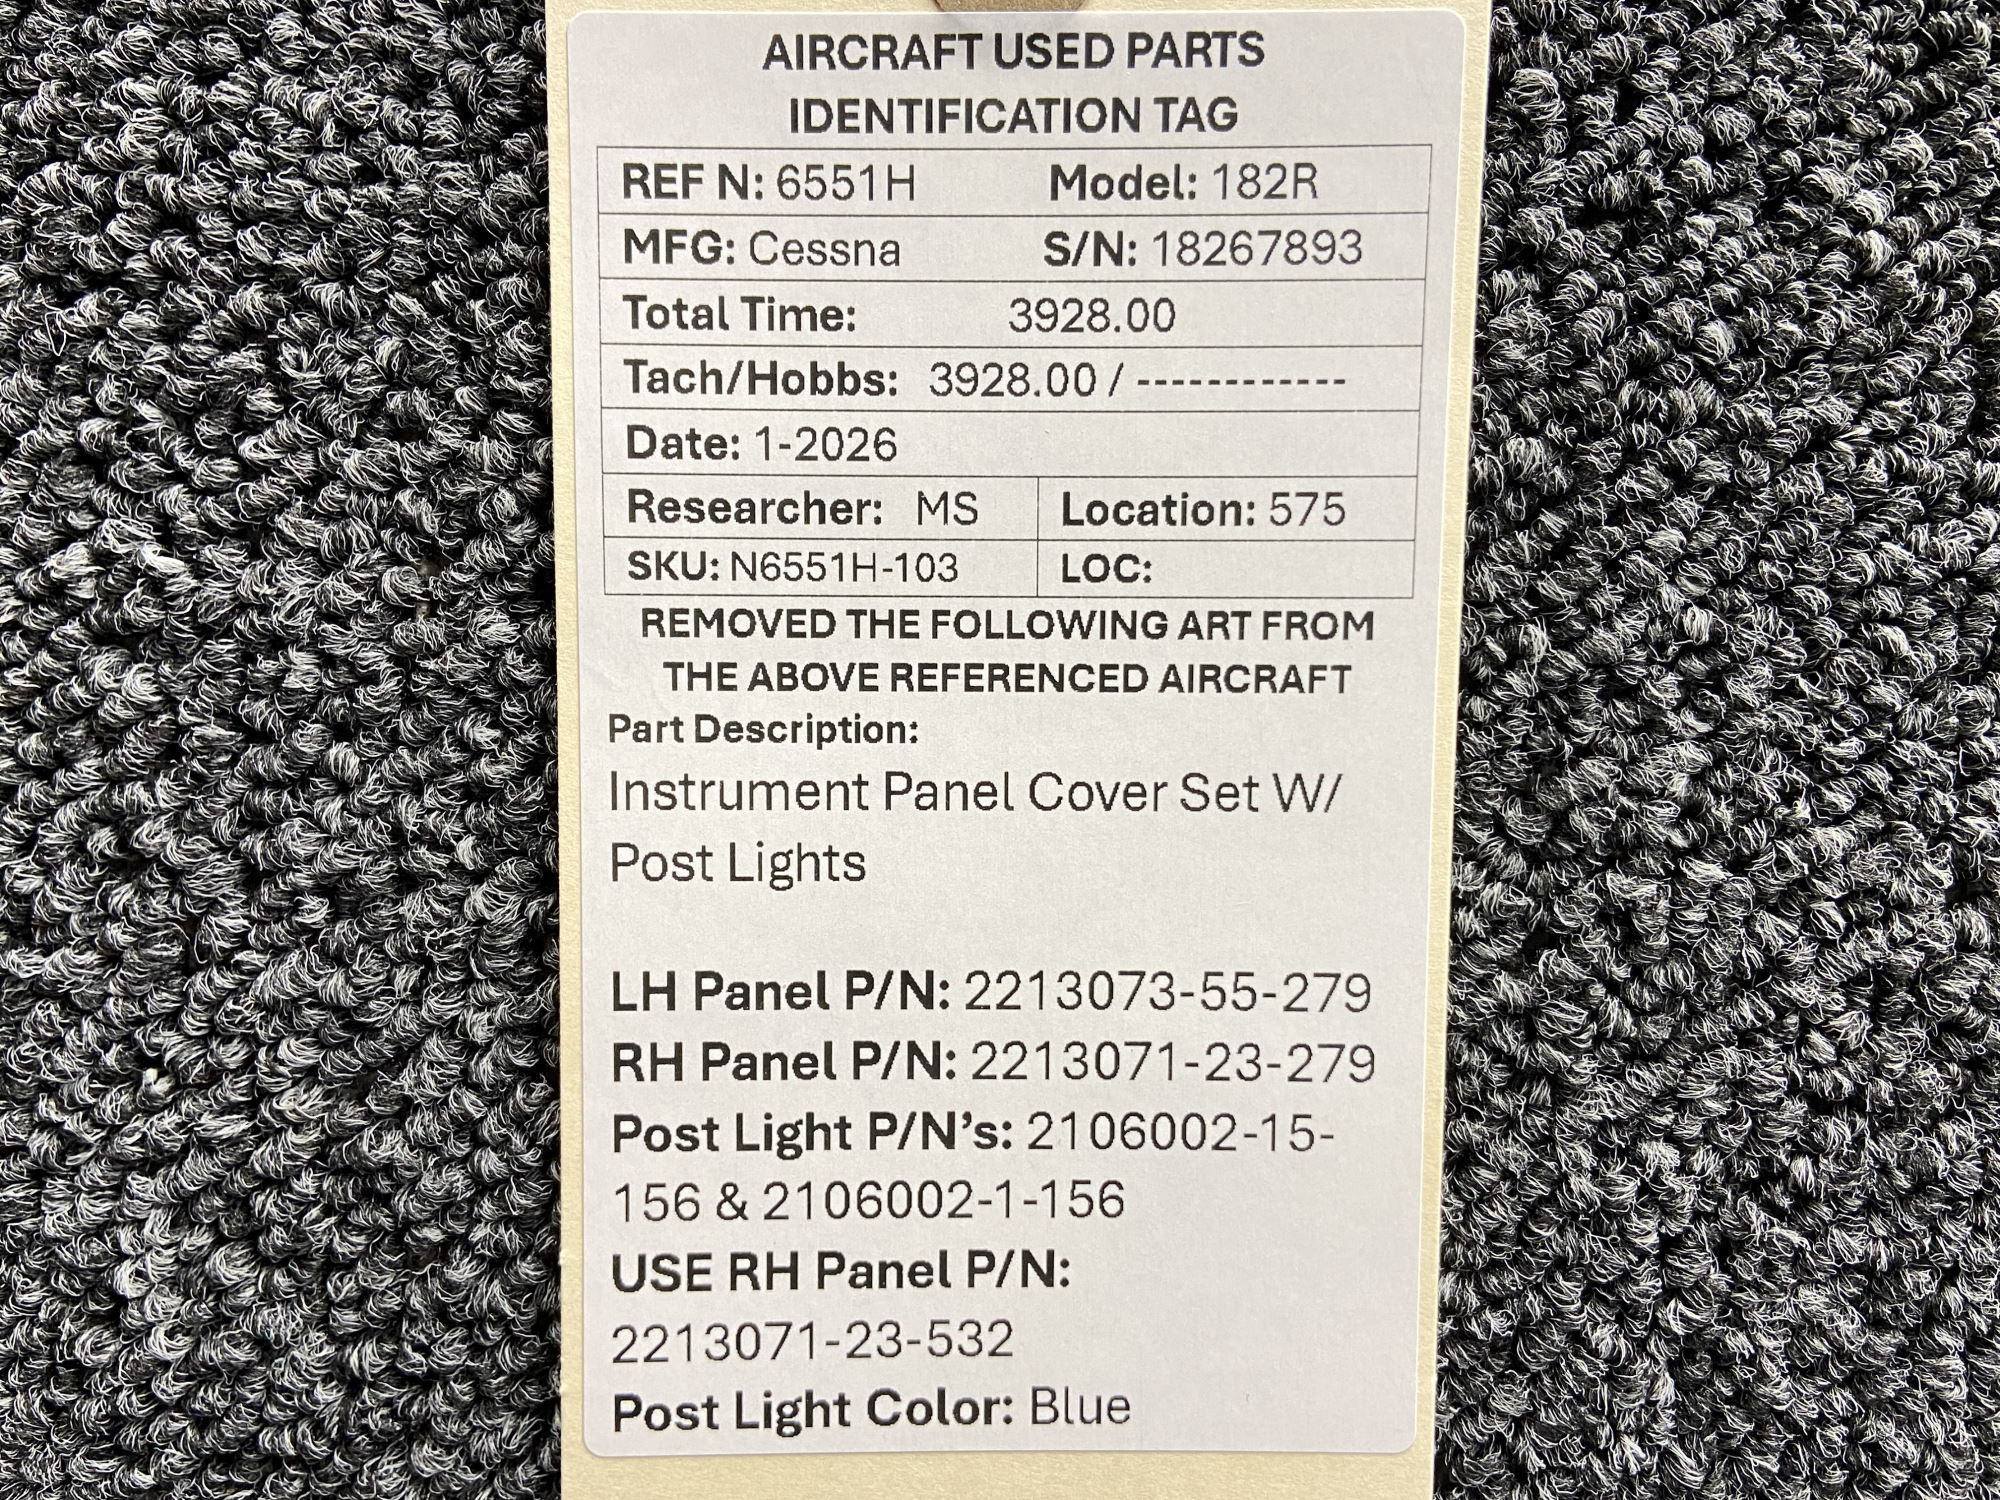 AIRCRAFT USED PARTS
IDENTIFICATION TAG
REF N: 6551H Model: 182R
MFG: Cessna S/N: 18267893
Total Time: 3928.00
Tach/Hobbs: 3928.00 / ------------
Date: 1-2026
Researcher: MS Location: 575
SKU: N6551H-103 LOC:
REMOVED THE FOLLOWING ART FROM
THE ABOVE REFERENCED AIRCRAFT
Part Description:
Instrument Panel Cover Set W/
Post Lights
LH Panel P/N: 2213073-55-279
RH Panel P/N: 2213071-23-279
Post Light P/N’s: 2106002-15-
156 & 2106002-1-156
USE RH Panel P/N:
2213071-23-532
Post Light Color: Blue